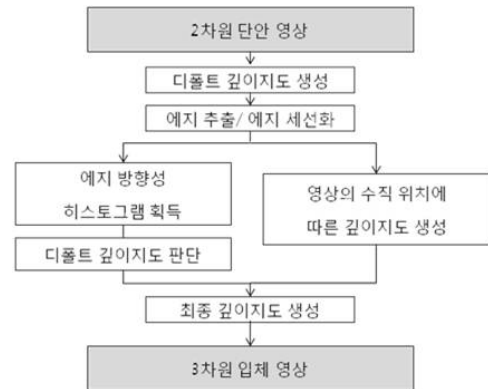 2차원 단안 영상
디폴트 깊이지도 생성
에지 추출/ 에지 세선화
에지 방향성
히스토그램 획득
영상의 수직 위치에
따른 깊이지도 생성
디폴트 깊이지도 판단
최종 깊이지도 생성
3차원 입체 영상